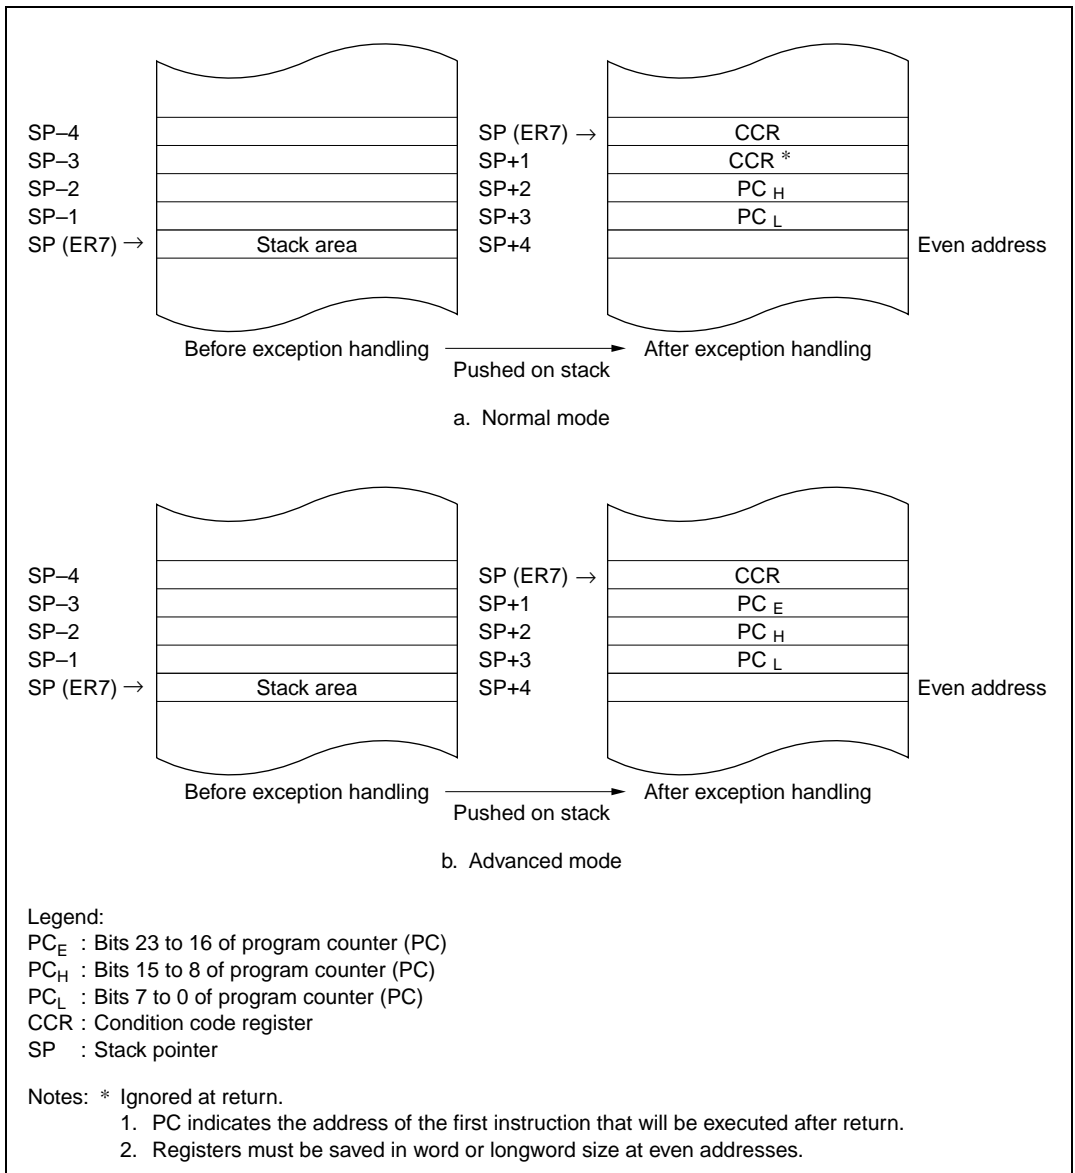 SP–4 SP (ER7) → CCR
SP–3 SP+1 CCR *
SP–2 SP+2 PC H
SP–1 SP+3 PC L
SP (ER7) → Stack area SP+4 Even address
Before exception handling After exception handling
Pushed on stack
a. Normal mode
SP–4 SP (ER7) → CCR
SP–3 SP+1 PC E
SP–2 SP+2 PC H
SP–1 SP+3 PC L
SP (ER7) → Stack area SP+4 Even address
Before exception handling After exception handling
Pushed on stack
b. Advanced mode
Legend:
PCE : Bits 23 to 16 of program counter (PC)
PCH : Bits 15 to 8 of program counter (PC)
PCL : Bits 7 to 0 of program counter (PC)
CCR : Condition code register
SP : Stack pointer
Notes: * Ignored at return.
1. PC indicates the address of the first instruction that will be executed after return.
2. Registers must be saved in word or longword size at even addresses.